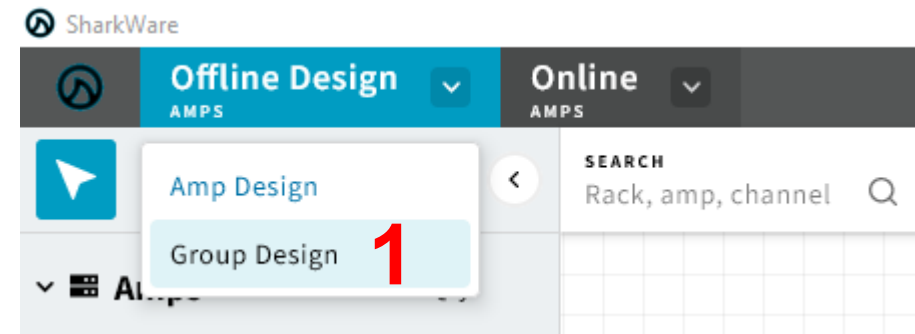 SharkWare
Offline Design
AMPS
Online
AMPS
SEARCH
Rack, amp, channel
Amp Design
Group Design
1